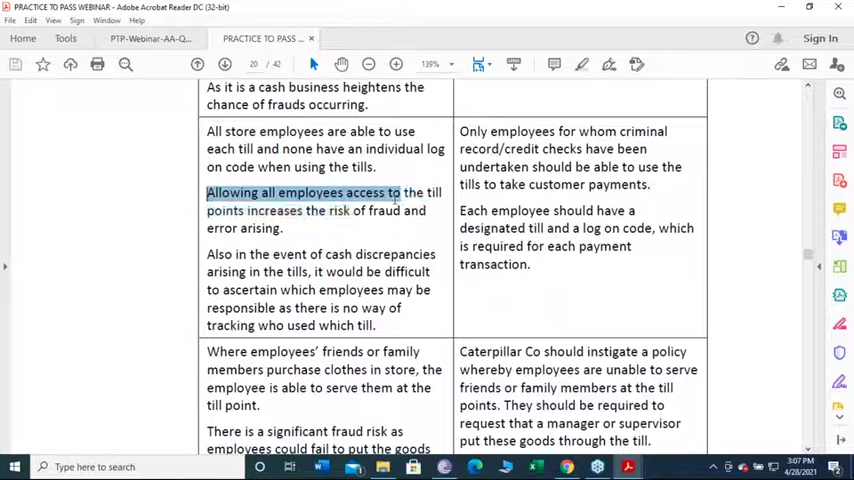 PRACTICE TO PASS WEBINAR - Adobe Acrobat Reader DC (32-bit)
File Edit View Sign Window Help
Home Tools PTP-Webinar-AA-Q... PRACTICE TO PASS ... × Sign In
20 / 42 139%
As it is a cash business heightens the
chance of frauds occurring.
All store employees are able to use
each till and none have an individual log
on code when using the tills.
Allowing all employees access to the till
points increases the risk of fraud and
error arising.
Also in the event of cash discrepancies
arising in the tills, it would be difficult
to ascertain which employees may be
responsible as there is no way of
tracking who used which till.
Only employees for whom criminal
record/credit checks have been
undertaken should be able to use the
tills to take customer payments.
Each employee should have a
designated till and a log on code, which
is required for each payment
transaction.
Where employees' friends or family
members purchase clothes in store, the
employee is able to serve them at the
till point.
There is a significant fraud risk as
employees could fail to put the goods
Caterpillar Co should instigate a policy
whereby employees are unable to serve
friends or family members at the till
points. They should be required to
request that a manager or supervisor
put these goods through the till.
Type here to search
3:07 PM
4/28/2021